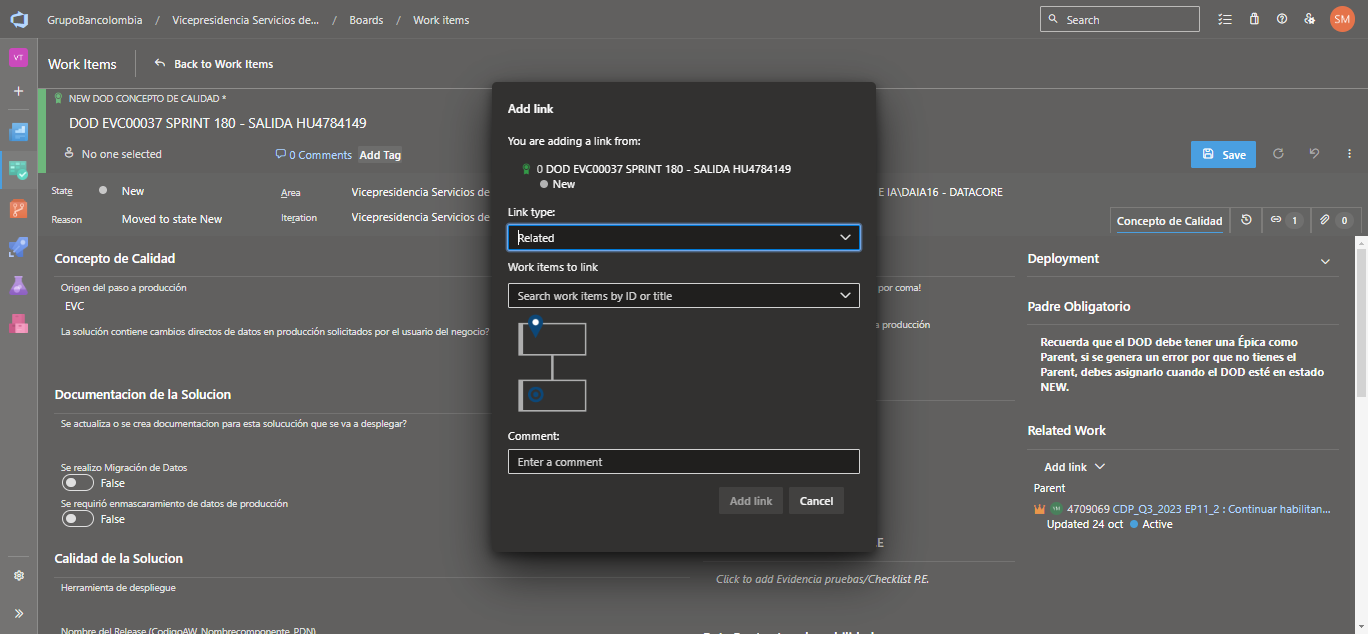 GrupoBancolombia / Vicepresidencia Servicios de... / Boards / Work items
Search
SM
VT
Work Items
Back to Work Items
NEW DOD CONCEPTO DE CALIDAD *
DOD EVC00037 SPRINT 180 - SALIDA HU4784149
No one selected
0 Comments
Add Tag
Save
State
New
Area
Vicepresidencia Servicios de
E IA\DAIA16 - DATACORE
Reason
Moved to state New
Iteration
Vicepresidencia Servicios de
Concepto de Calidad
1
0
Concepto de Calidad
Origen del paso a producción
EVC
por coma!
La solución contiene cambios directos de datos en producción solicitados por el usuario del negocio?
a producción
Documentacion de la Solucion
Se actualiza o se crea documentacion para esta solucución que se va a desplegar?
Se realizo Migración de Datos
False
Se requirió enmascaramiento de datos de producción
False
Calidad de la Solucion
Herramienta de despliegue
Nombre del Release (CodigoAW_Nombrecomponente_PDN)
Add link
You are adding a link from:
0 DOD EVC00037 SPRINT 180 - SALIDA HU4784149
New
Link type:
Related
Work items to link
Search work items by ID or title
Comment:
Enter a comment
Add link
Cancel
Click to add Evidencia pruebas/Checklist P.E.
Deployment
Padre Obligatorio
Recuerda que el DOD debe tener una Épica como
Parent, si se genera un error por que no tienes el
Parent, debes asignarlo cuando el DOD esté en estado
NEW.
Related Work
Add link
Parent
4709069 CDP_Q3_2023 EP11_2 : Continuar habilitan...
Updated 24 oct
Active